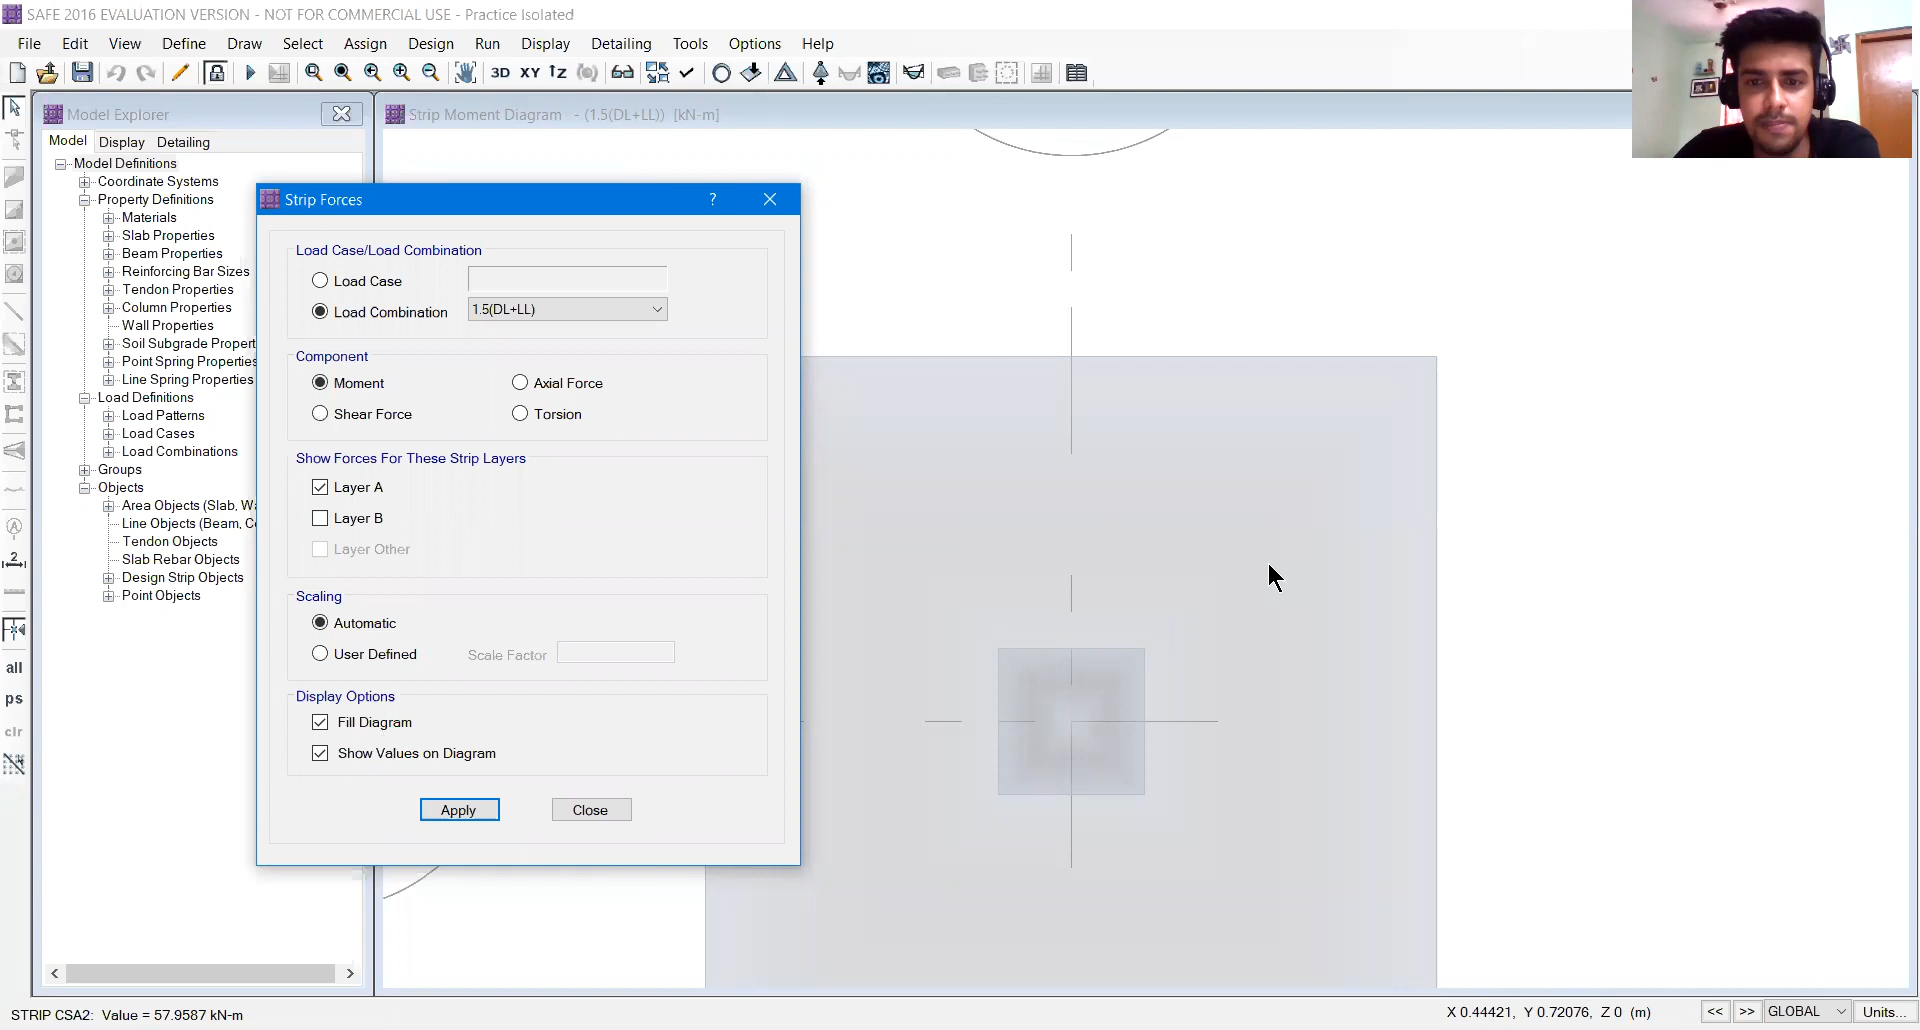 SAFE 2016 EVALUATION VERSION - NOT FOR COMMERCIAL USE - Practice Isolated
File Edit View Define Draw Select Assign Design Run Display Detailing Tools Options Help
3D XY
Model Explorer
Strip Moment Diagram - (1.5(DL+LL)) [kN-m]
Model Display Detailing
Model Definitions
Coordinate Systems
Property Definitions
Materials
Slab Properties
Beam Properties
Reinforcing Bar Sizes
Tendon Properties
Column Properties
Wall Properties
Soil Subgrade Propert
Point Spring Properties
Line Spring Properties
Load Definitions
Load Patterns
Load Cases
Load Combinations
Groups
Objects
Area Objects (Slab, Wa
Line Objects (Beam, C
Tendon Objects
Slab Rebar Objects
Design Strip Objects
Point Objects
2
all
ps
clr
Strip Forces
?
Load Case/Load Combination
Load Case
Load Combination 1.5(DL+LL)
Component
Moment Axial Force
Shear Force Torsion
Show Forces For These Strip Layers
Layer A
Layer B
Layer Other
Scaling
Automatic
User Defined Scale Factor
Display Options
Fill Diagram
Show Values on Diagram
Apply Close
STRIP CSA2: Value = 57.9587 kN-m
X 0.44421, Y 0.72076, Z 0 (m)
<< >> GLOBAL Units...